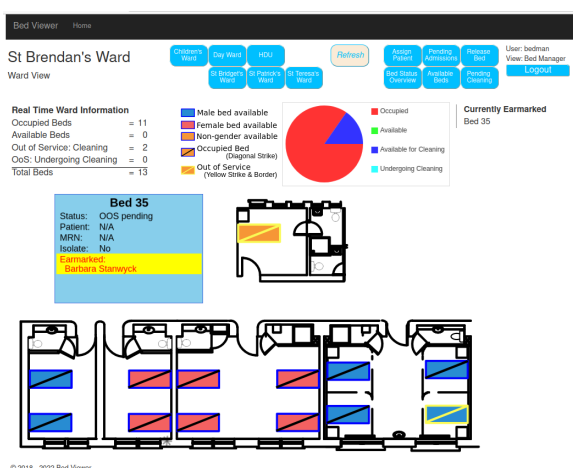 Bed Viewer Home
St Brendan's Ward
Ward View
Children's Ward
Day Ward
HDU
St Bridget's Ward
St Patrick's Ward
St Teresa's Ward
Refresh
Assign Patient
Pending Admissions
Release Bed
Bed Status Overview
Available Beds
Pending Cleaning
User: bedman
View: Bed Manager
Logout
Real Time Ward Information
Occupied Beds = 11
Available Beds = 0
Out of Service: Cleaning = 2
OoS: Undergoing Cleaning = 0
Total Beds = 13
Male bed available
Female bed available
Non-gender available
Occupied Bed
(Diagonal Strike)
Out of Service
(Yellow Strike & Border)
Occupied
Available
Available for Cleaning
Undergoing Cleaning
Currently Earmarked
Bed 35
Bed 35
Status: OOS pending
Patient: N/A
MRN: N/A
Isolate: No
Earmarked:
Barbara Stanwyck
© 2018 - 2022 Bed Viewer